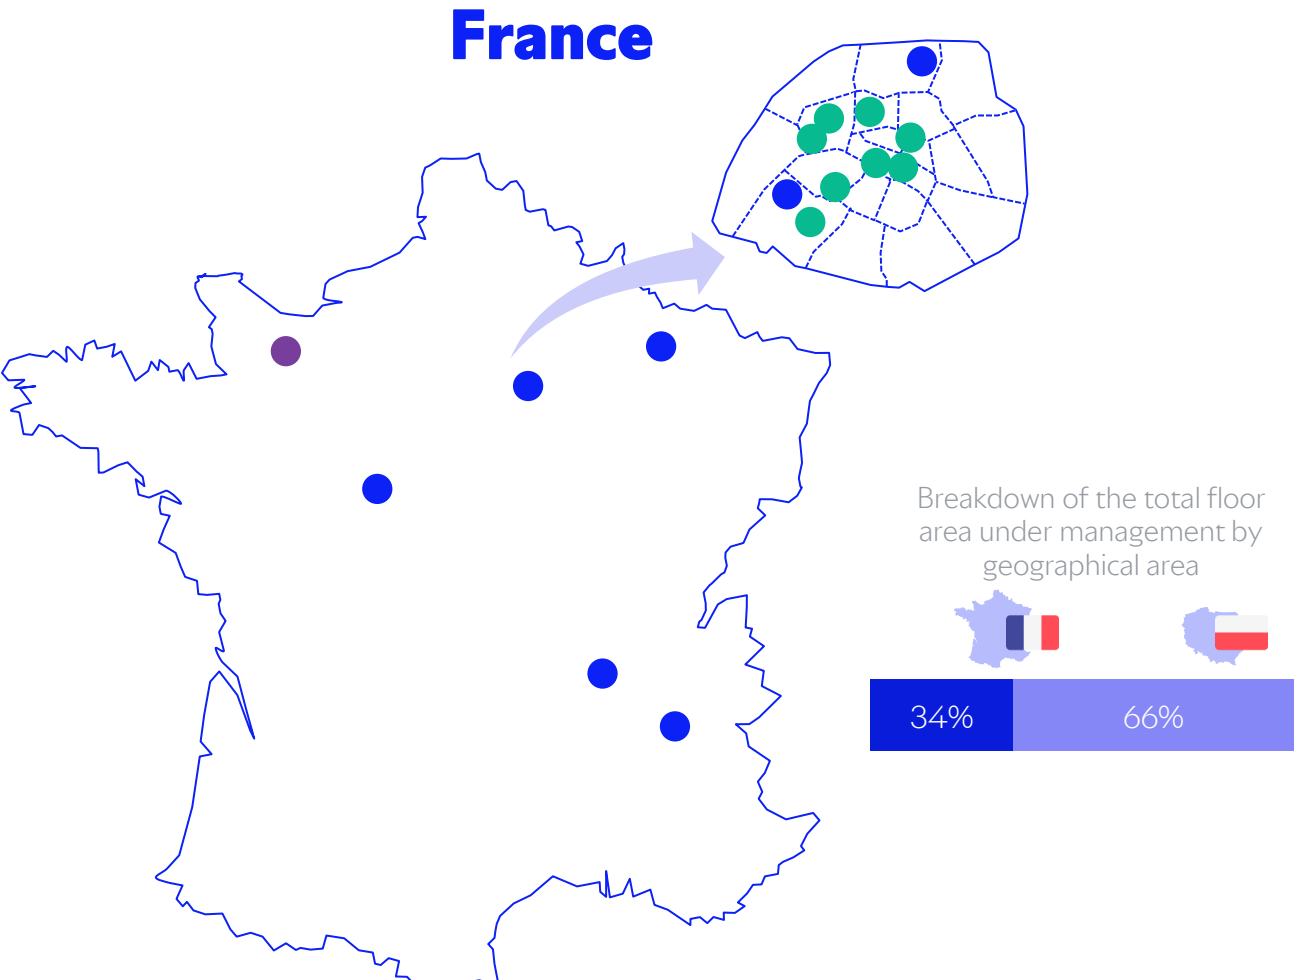 France
Breakdown of the total floor
area under management by
geographical area
34%
66%